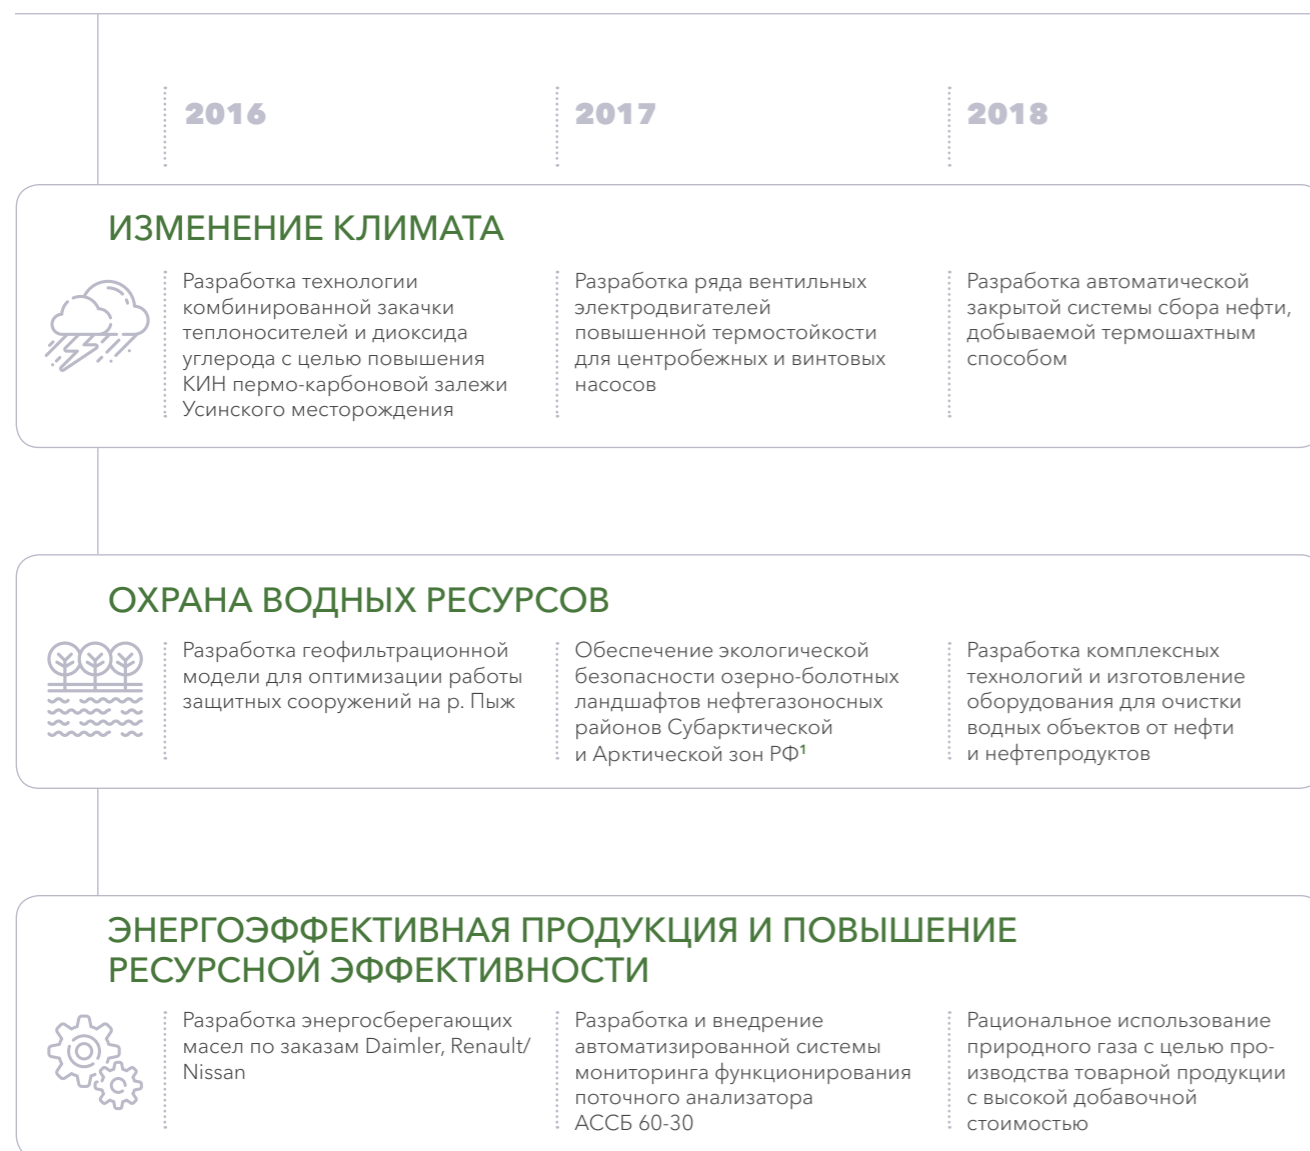 2016
2017
2018
ИЗМЕНЕНИЕ КЛИМАТА
Разработка технологии
комбинированной закачки
теплоносителей и диоксида
углерода с целью повышения
КИН пермо-карбоновой залежи
Усинского месторождения
Разработка ряда вентильных
электродвигателей
повышенной термостойкости
для центробежных и винтовых
насосов
Разработка автоматической
закрытой системы сбора нефти,
добываемой термошахтным
способом
ОХРАНА ВОДНЫХ РЕСУРСОВ
Разработка геофильтрационной
модели для оптимизации работы
защитных сооружений на р. Пыж
Обеспечение экологической
безопасности озерно-болотных
ландшафтов нефтегазоносных
районов Субарктической
и Арктической зон РФ¹
Разработка комплексных
технологий и изготовление
оборудования для очистки
водных объектов от нефти
и нефтепродуктов
ЭНЕРГОЭФФЕКТИВНАЯ ПРОДУКЦИЯ И ПОВЫШЕНИЕ
РЕСУРСНОЙ ЭФФЕКТИВНОСТИ
Разработка энергосберегающих
масел по заказам Daimler, Renault/
Nissan
Разработка и внедрение
автоматизированной системы
мониторинга функционирования
поточного анализатора
АССБ 60-30
Рациональное использование
природного газа с целью про-
изводства товарной продукции
с высокой добавочной
стоимостью